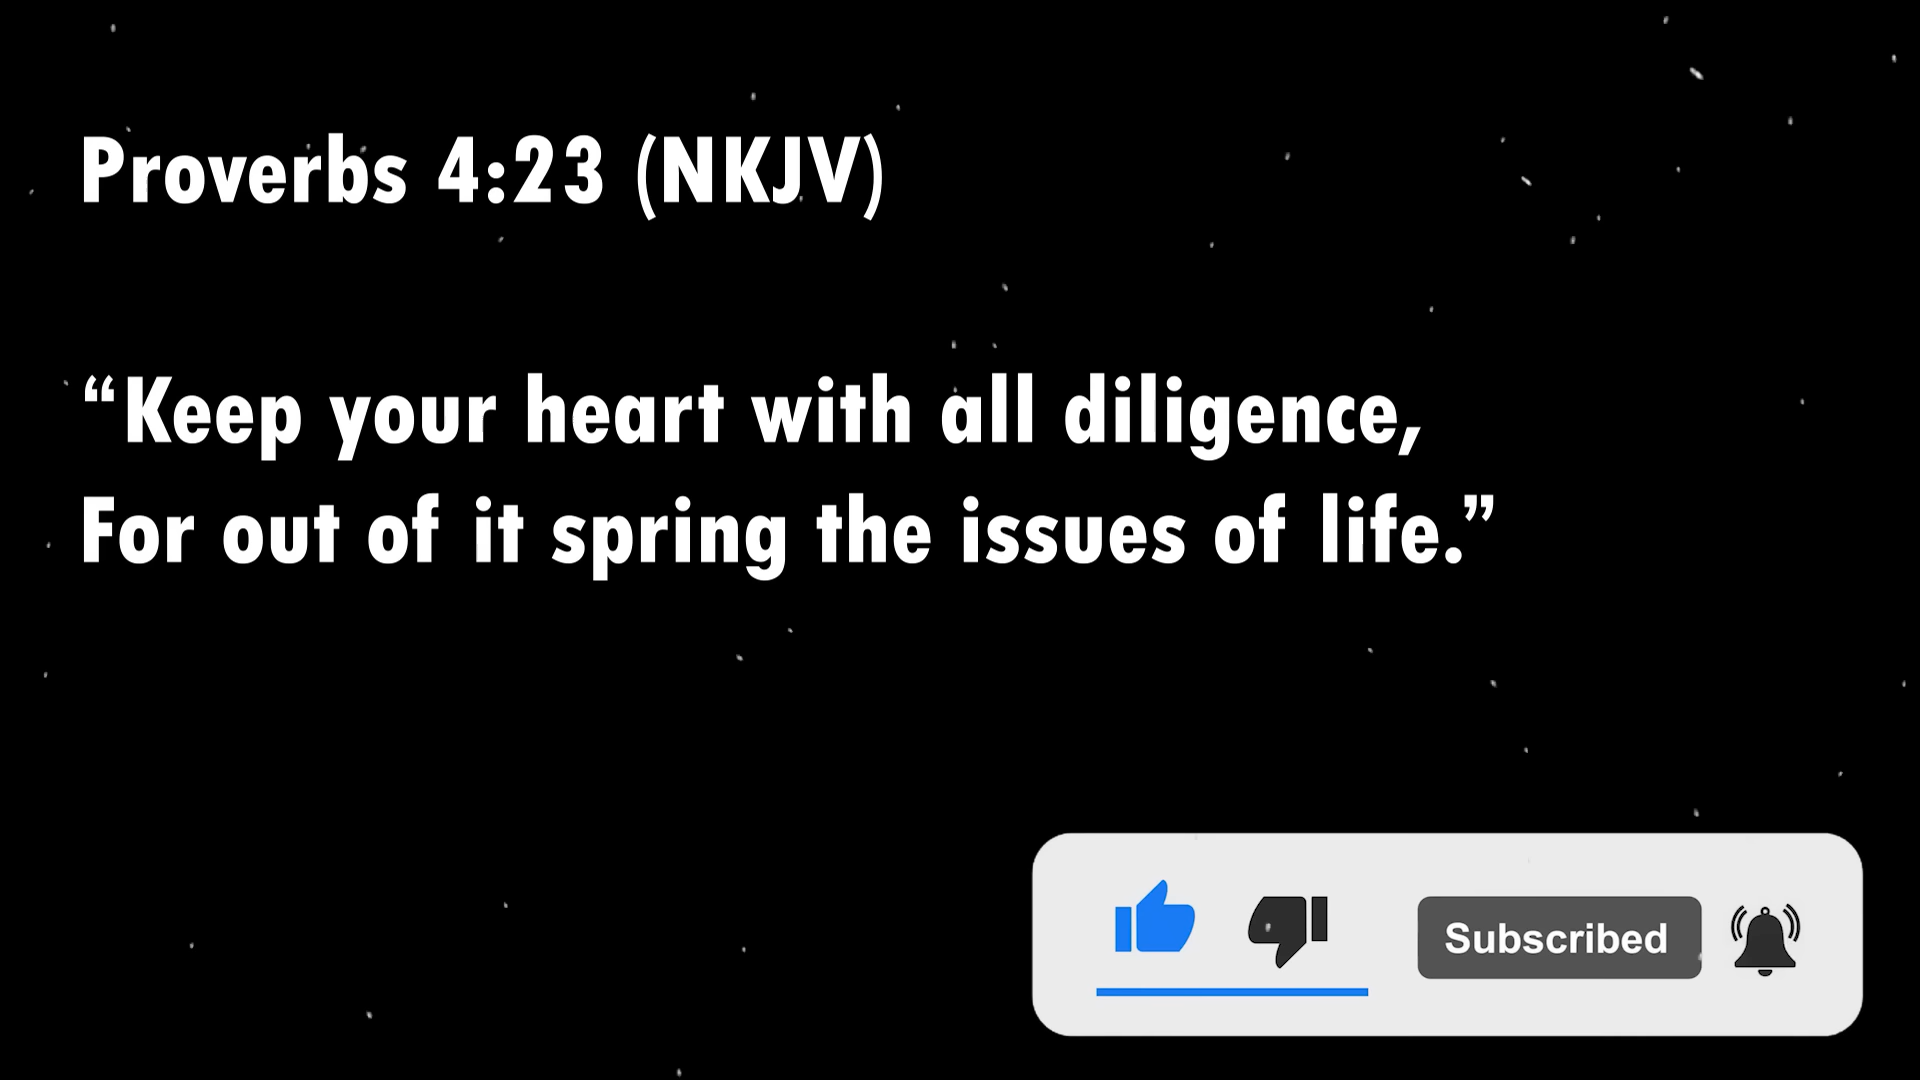 Proverbs 4:23 (NKJV)
“Keep your heart with all diligence,
For out of it spring the issues of life.”
Subscribed